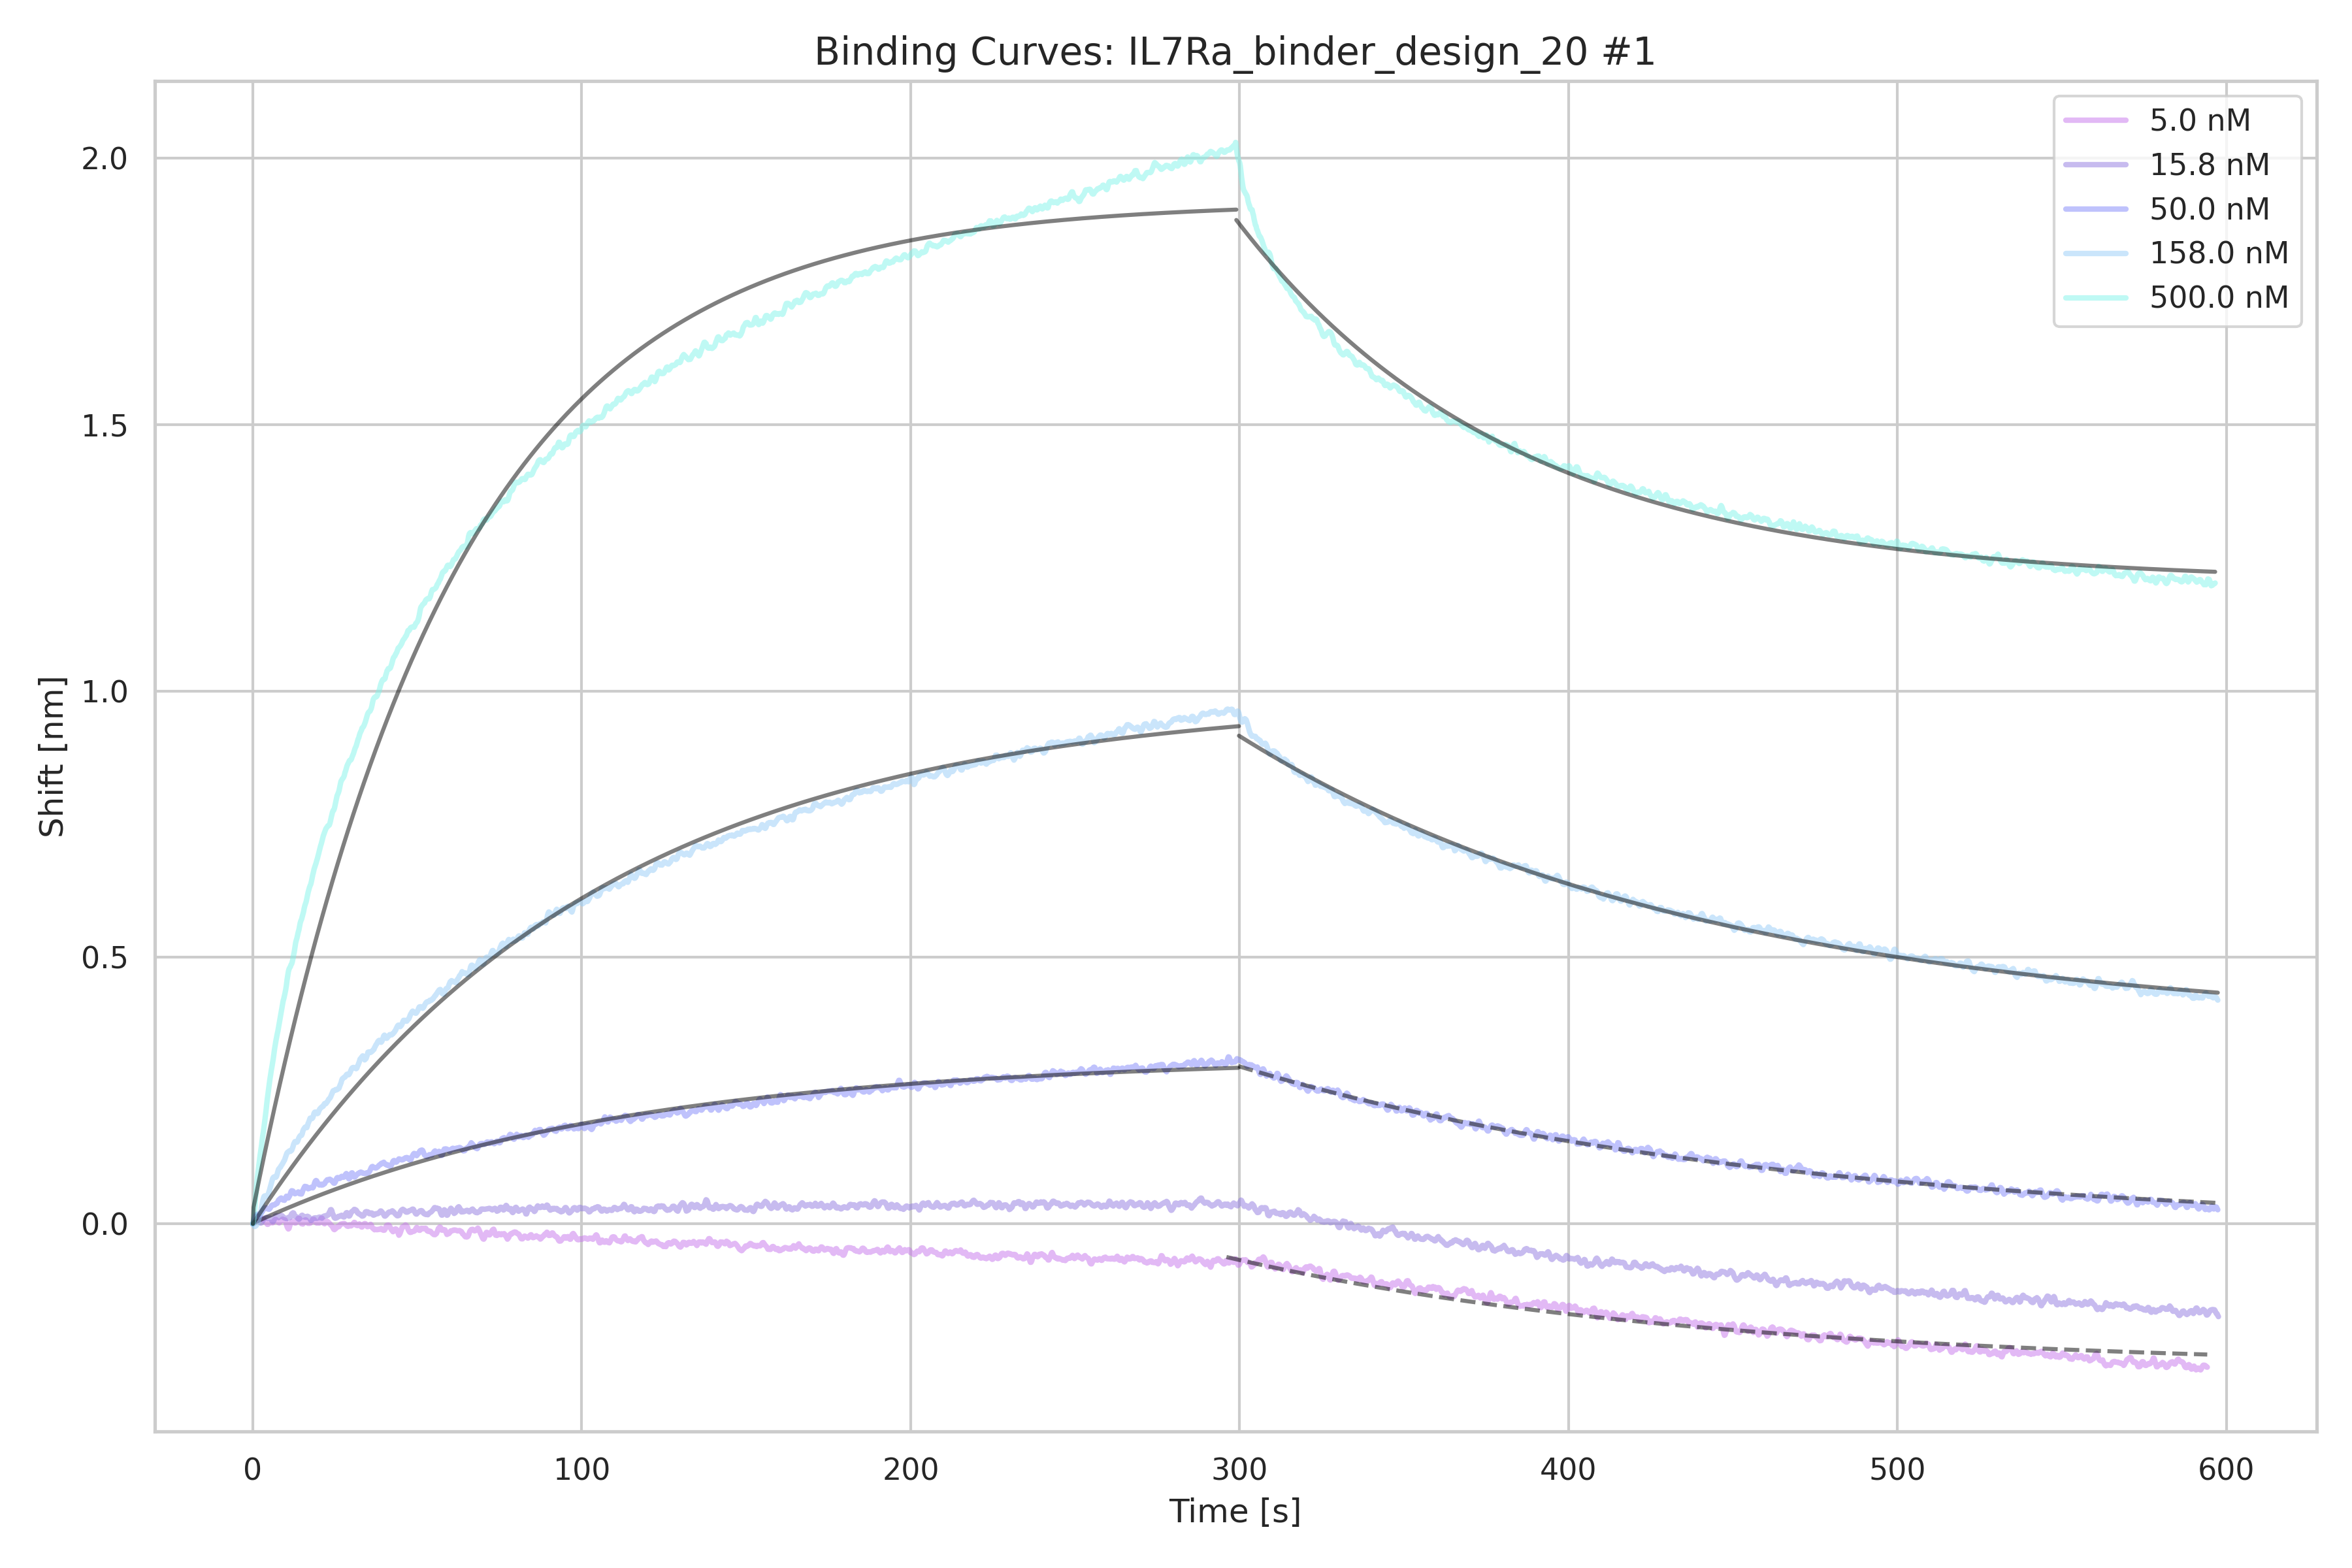 Binding Curves: IL7Ra_binder_design_20 #1
5.0 nM
15.8 nM
50.0 nM
158.0 nM
500.0 nM
Shift [nm]
2.0
1.5
1.0
0.5
0.0
0 100 200 300 400 500 600
Time [s]